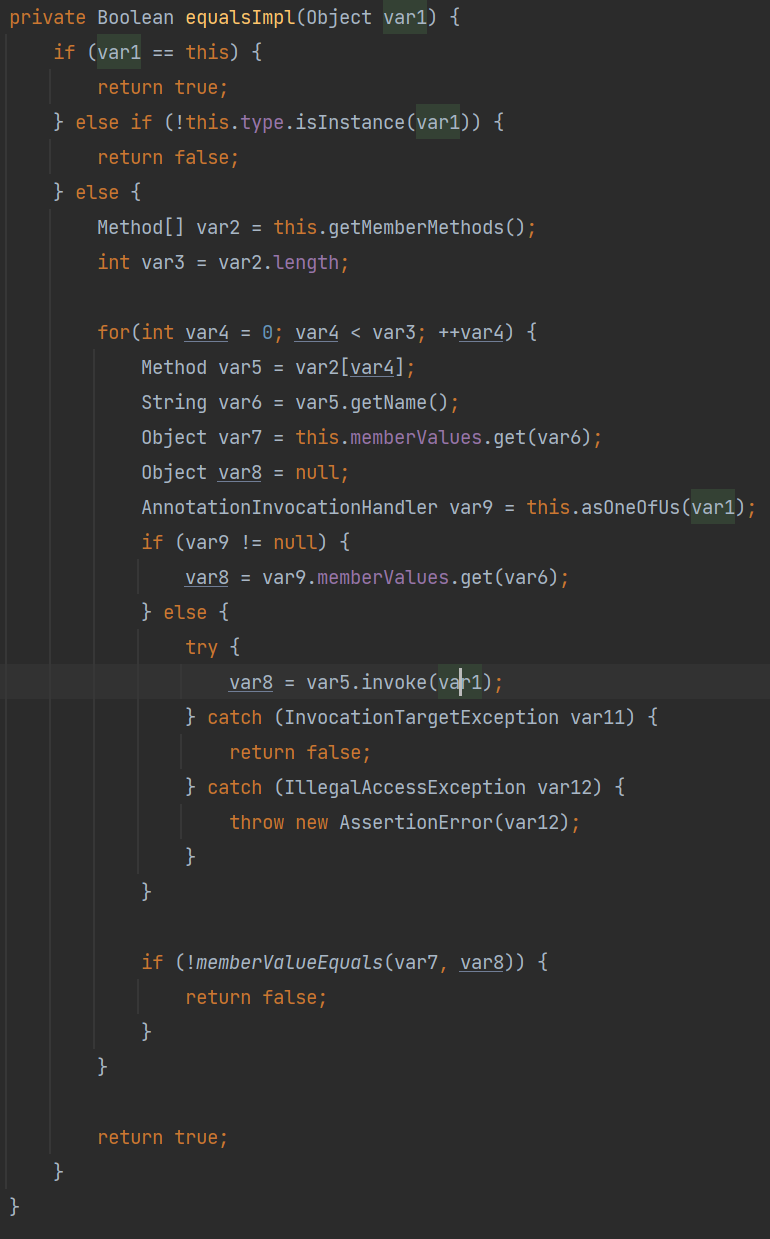 private Boolean equalsImpl(Object var1) {
    if (var1 == this) {
        return true;
    } else if (!this.type.isInstance(var1)) {
        return false;
    } else {
        Method[] var2 = this.getMemberMethods();
        int var3 = var2.length;

        for(int var4 = 0; var4 < var3; ++var4) {
            Method var5 = var2[var4];
            String var6 = var5.getName();
            Object var7 = this.memberValues.get(var6);
            Object var8 = null;
            AnnotationInvocationHandler var9 = this.asOneOfUs(var1);
            if (var9 != null) {
                var8 = var9.memberValues.get(var6);
            } else {
                try {
                    var8 = var5.invoke(var1);
                } catch (InvocationTargetException var11) {
                    return false;
                } catch (IllegalAccessException var12) {
                    throw new AssertionError(var12);
                }
            }

            if (!memberValueEquals(var7, var8)) {
                return false;
            }
        }

        return true;
    }
}